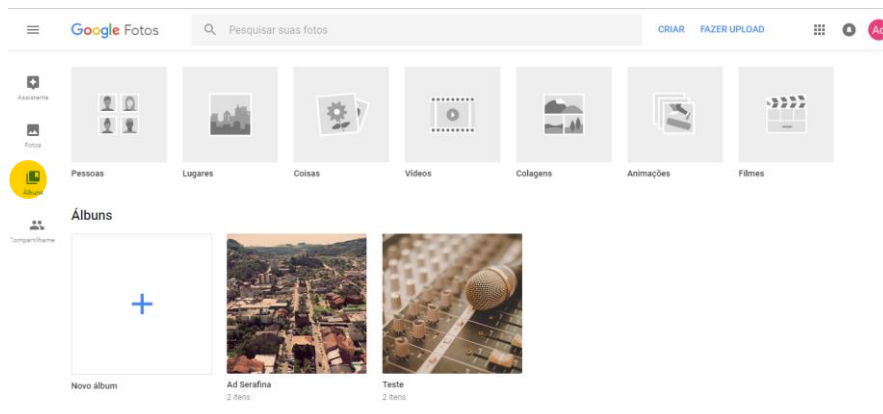 Google Fotos
Pesquisar suas fotos
CRIAR FAZER UPLOAD
Assistente
Fotos
Álbuns
Pessoas Lugares Coisas Vídeos Colagens Animações Filmes
Álbuns
Novo álbum
Ad Serafina
2 itens
Teste
2 itens